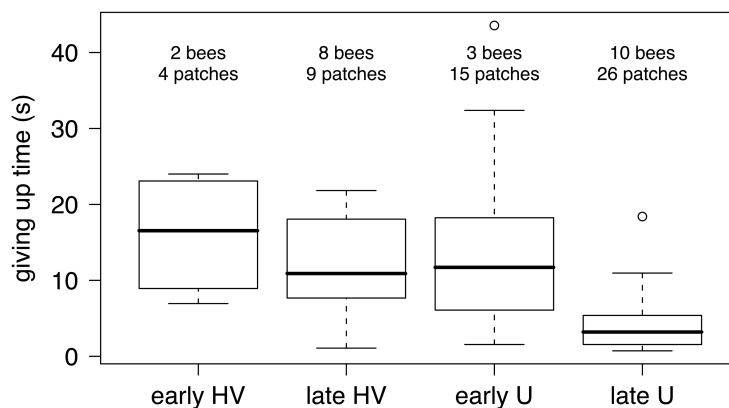 2 bees
4 patches
8 bees
9 patches
3 bees
15 patches
10 bees
26 patches
giving up time (s)
40
30
20
10
0
early HV
late HV
early U
late U